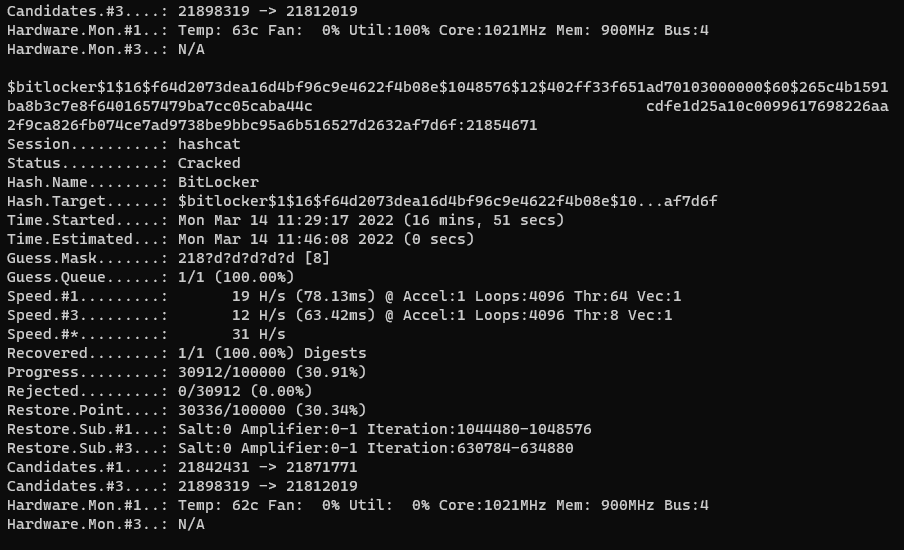 Candidates.#3....: 21898319 -> 21812019
Hardware.Mon.#1..: Temp: 63c Fan:  0% Util:100% Core:1021MHz Mem: 900MHz Bus:4
Hardware.Mon.#3..: N/A

$bitlocker$1$16$f64d2073dea16d4bf96c9e4622f4b08e$1048576$12$402ff33f651ad70103000000$60$265c4b1591
ba8b3c7e8f6401657479ba7cc05caba44c                                     cdfe1d25a10c0099617698226aa
2f9ca826fb074ce7ad9738be9bbc95a6b516527d2632af7d6f:21854671
Session..........: hashcat
Status...........: Cracked
Hash.Name........: BitLocker
Hash.Target......: $bitlocker$1$16$f64d2073dea16d4bf96c9e4622f4b08e$10...af7d6f
Time.Started.....: Mon Mar 14 11:29:17 2022 (16 mins, 51 secs)
Time.Estimated...: Mon Mar 14 11:46:08 2022 (0 secs)
Guess.Mask.......: 218?d?d?d?d?d [8]
Guess.Queue......: 1/1 (100.00%)
Speed.#1.........:       19 H/s (78.13ms) @ Accel:1 Loops:4096 Thr:64 Vec:1
Speed.#3.........:       12 H/s (63.42ms) @ Accel:1 Loops:4096 Thr:8 Vec:1
Speed.#*.........:       31 H/s
Recovered........: 1/1 (100.00%) Digests
Progress.........: 30912/100000 (30.91%)
Rejected.........: 0/30912 (0.00%)
Restore.Point....: 30336/100000 (30.34%)
Restore.Sub.#1...: Salt:0 Amplifier:0-1 Iteration:1044480-1048576
Restore.Sub.#3...: Salt:0 Amplifier:0-1 Iteration:630784-634880
Candidates.#1....: 21842431 -> 21871771
Candidates.#3....: 21898319 -> 21812019
Hardware.Mon.#1..: Temp: 62c Fan:  0% Util:  0% Core:1021MHz Mem: 900MHz Bus:4
Hardware.Mon.#3..: N/A